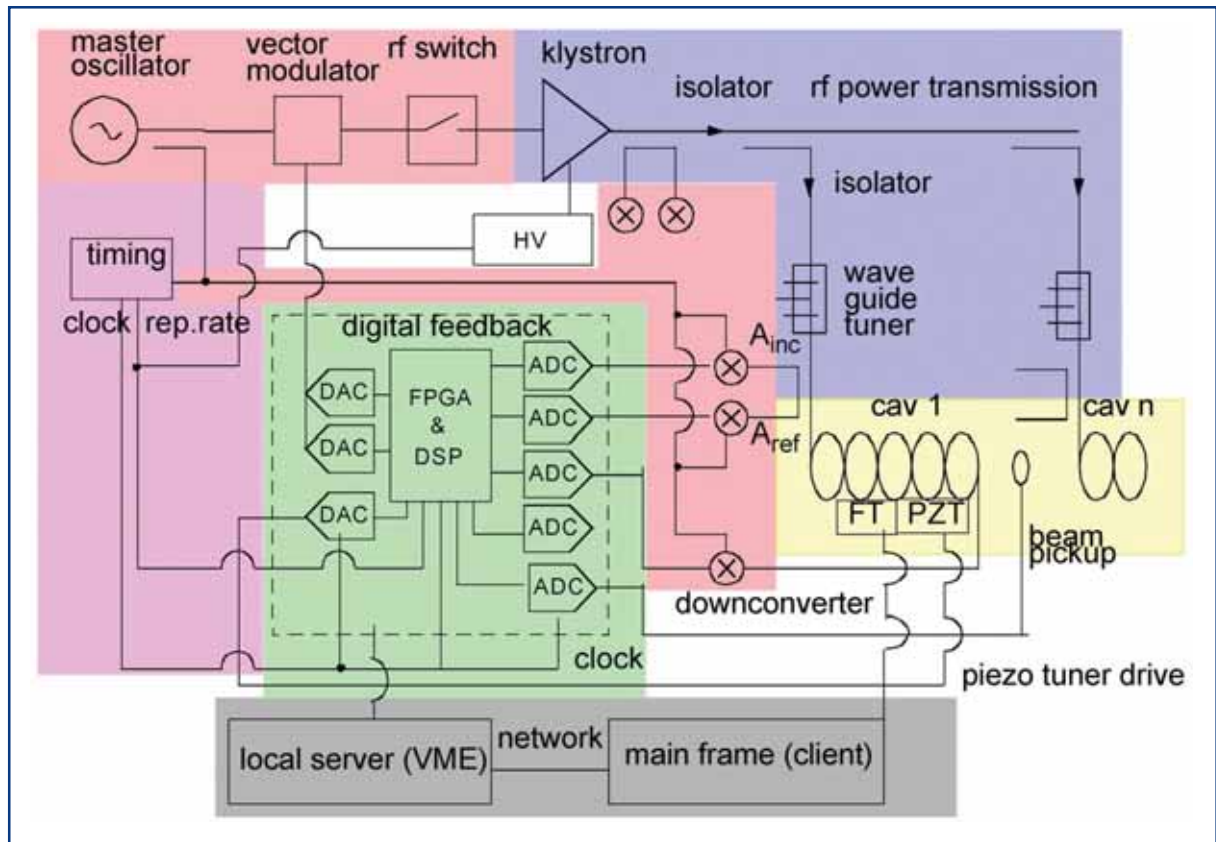 master
oscillator
vector
modulator
rf switch
klystron
isolator
rf power transmission
isolator
HV
timing
wave
guide
tuner
clock
rep.rate
digital feedback
A_inc
ADC
DAC
FPGA
&
DSP
ADC
A_ref
cav 1
cav n
DAC
ADC
DAC
ADC
FT
PZT
beam
pickup
ADC
downconverter
clock
piezo tuner drive
network
local server (VME)
main frame (client)